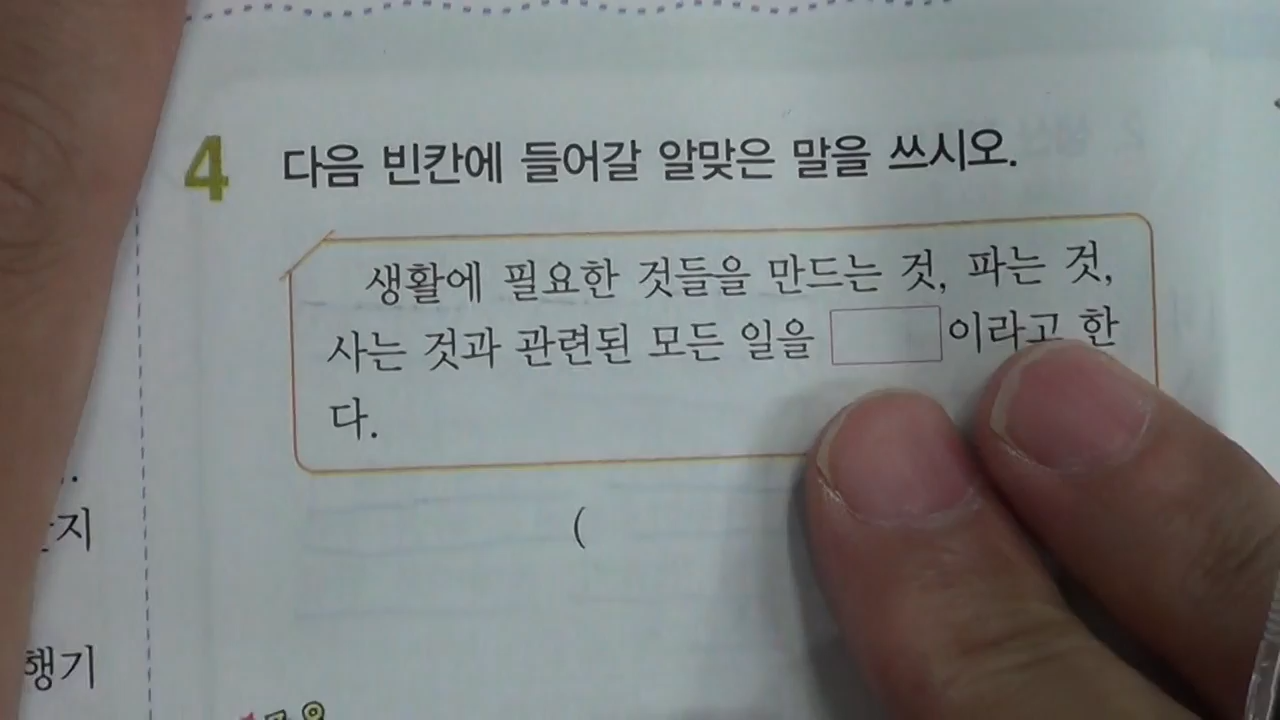 4 다음 빈칸에 들어갈 알맞은 말을 쓰시오.
생활에 필요한 것들을 만드는 것, 파는 것,
사는 것과 관련된 모든 일을 이라고 한
다.
(
지
행기